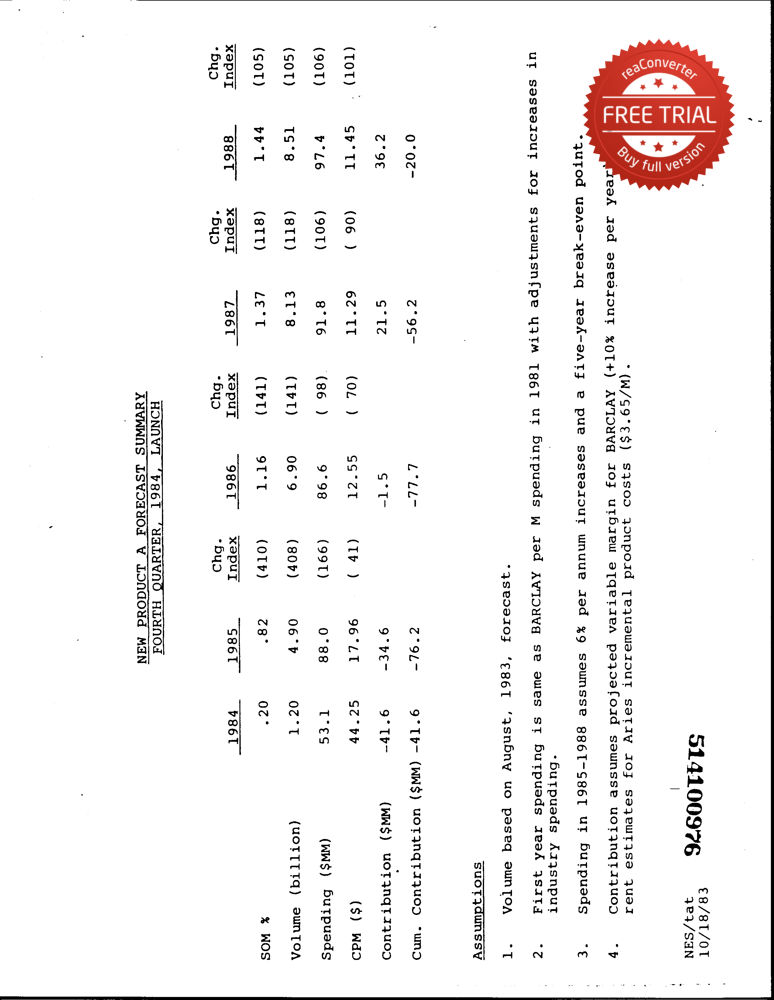 NEW PRODUCT A FORECAST SUMMARY
FOURTH QUARTER, 1984, LAUNCH
1984 1985 Chg. Index 1986 Chg. Index 1987 Chg. Index 1988 Chg. Index
SOM % .20 .82 (410) 1.16 (141) 1.37 (118) 1.44 (105)
Volume (billion) 1.20 4.90 (408) 6.90 (141) 8.13 (118) 8.51 (105)
Spending ($MM) 53.1 88.0 (166) 86.6 ( 98) 91.8 (106) 97.4 (106)
CPM ($) 44.25 17.96 ( 41) 12.55 ( 70) 11.29 ( 90) 11.45 (101)
Contribution ($MM) -41.6 -34.6 -1.5 21.5 36.2
Cum. Contribution ($MM) -41.6 -76.2 -77.7 -56.2 -20.0
Assumptions
1. Volume based on August, 1983, forecast.
2. First year spending is same as BARCLAY per M spending in 1981 with adjustments for increases in
industry spending.
3. Spending in 1985-1988 assumes 6% per annum increases and a five-year break-even point.
4. Contribution assumes projected variable margin for BARCLAY (+10% increase per year
rent estimates for Aries incremental product costs ($3.65/M).
NES/tat
10/18/83
514100976
reaConverter
FREE TRIAL
Buy full version